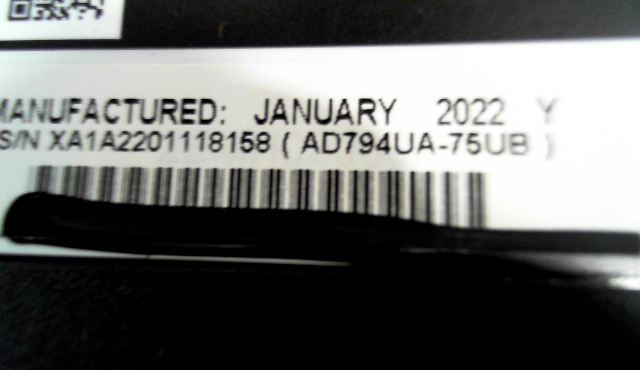 MANUFACTURED: JANUARY 2022 Y
S/N XA1A2201118158 ( AD794UA-75UB )